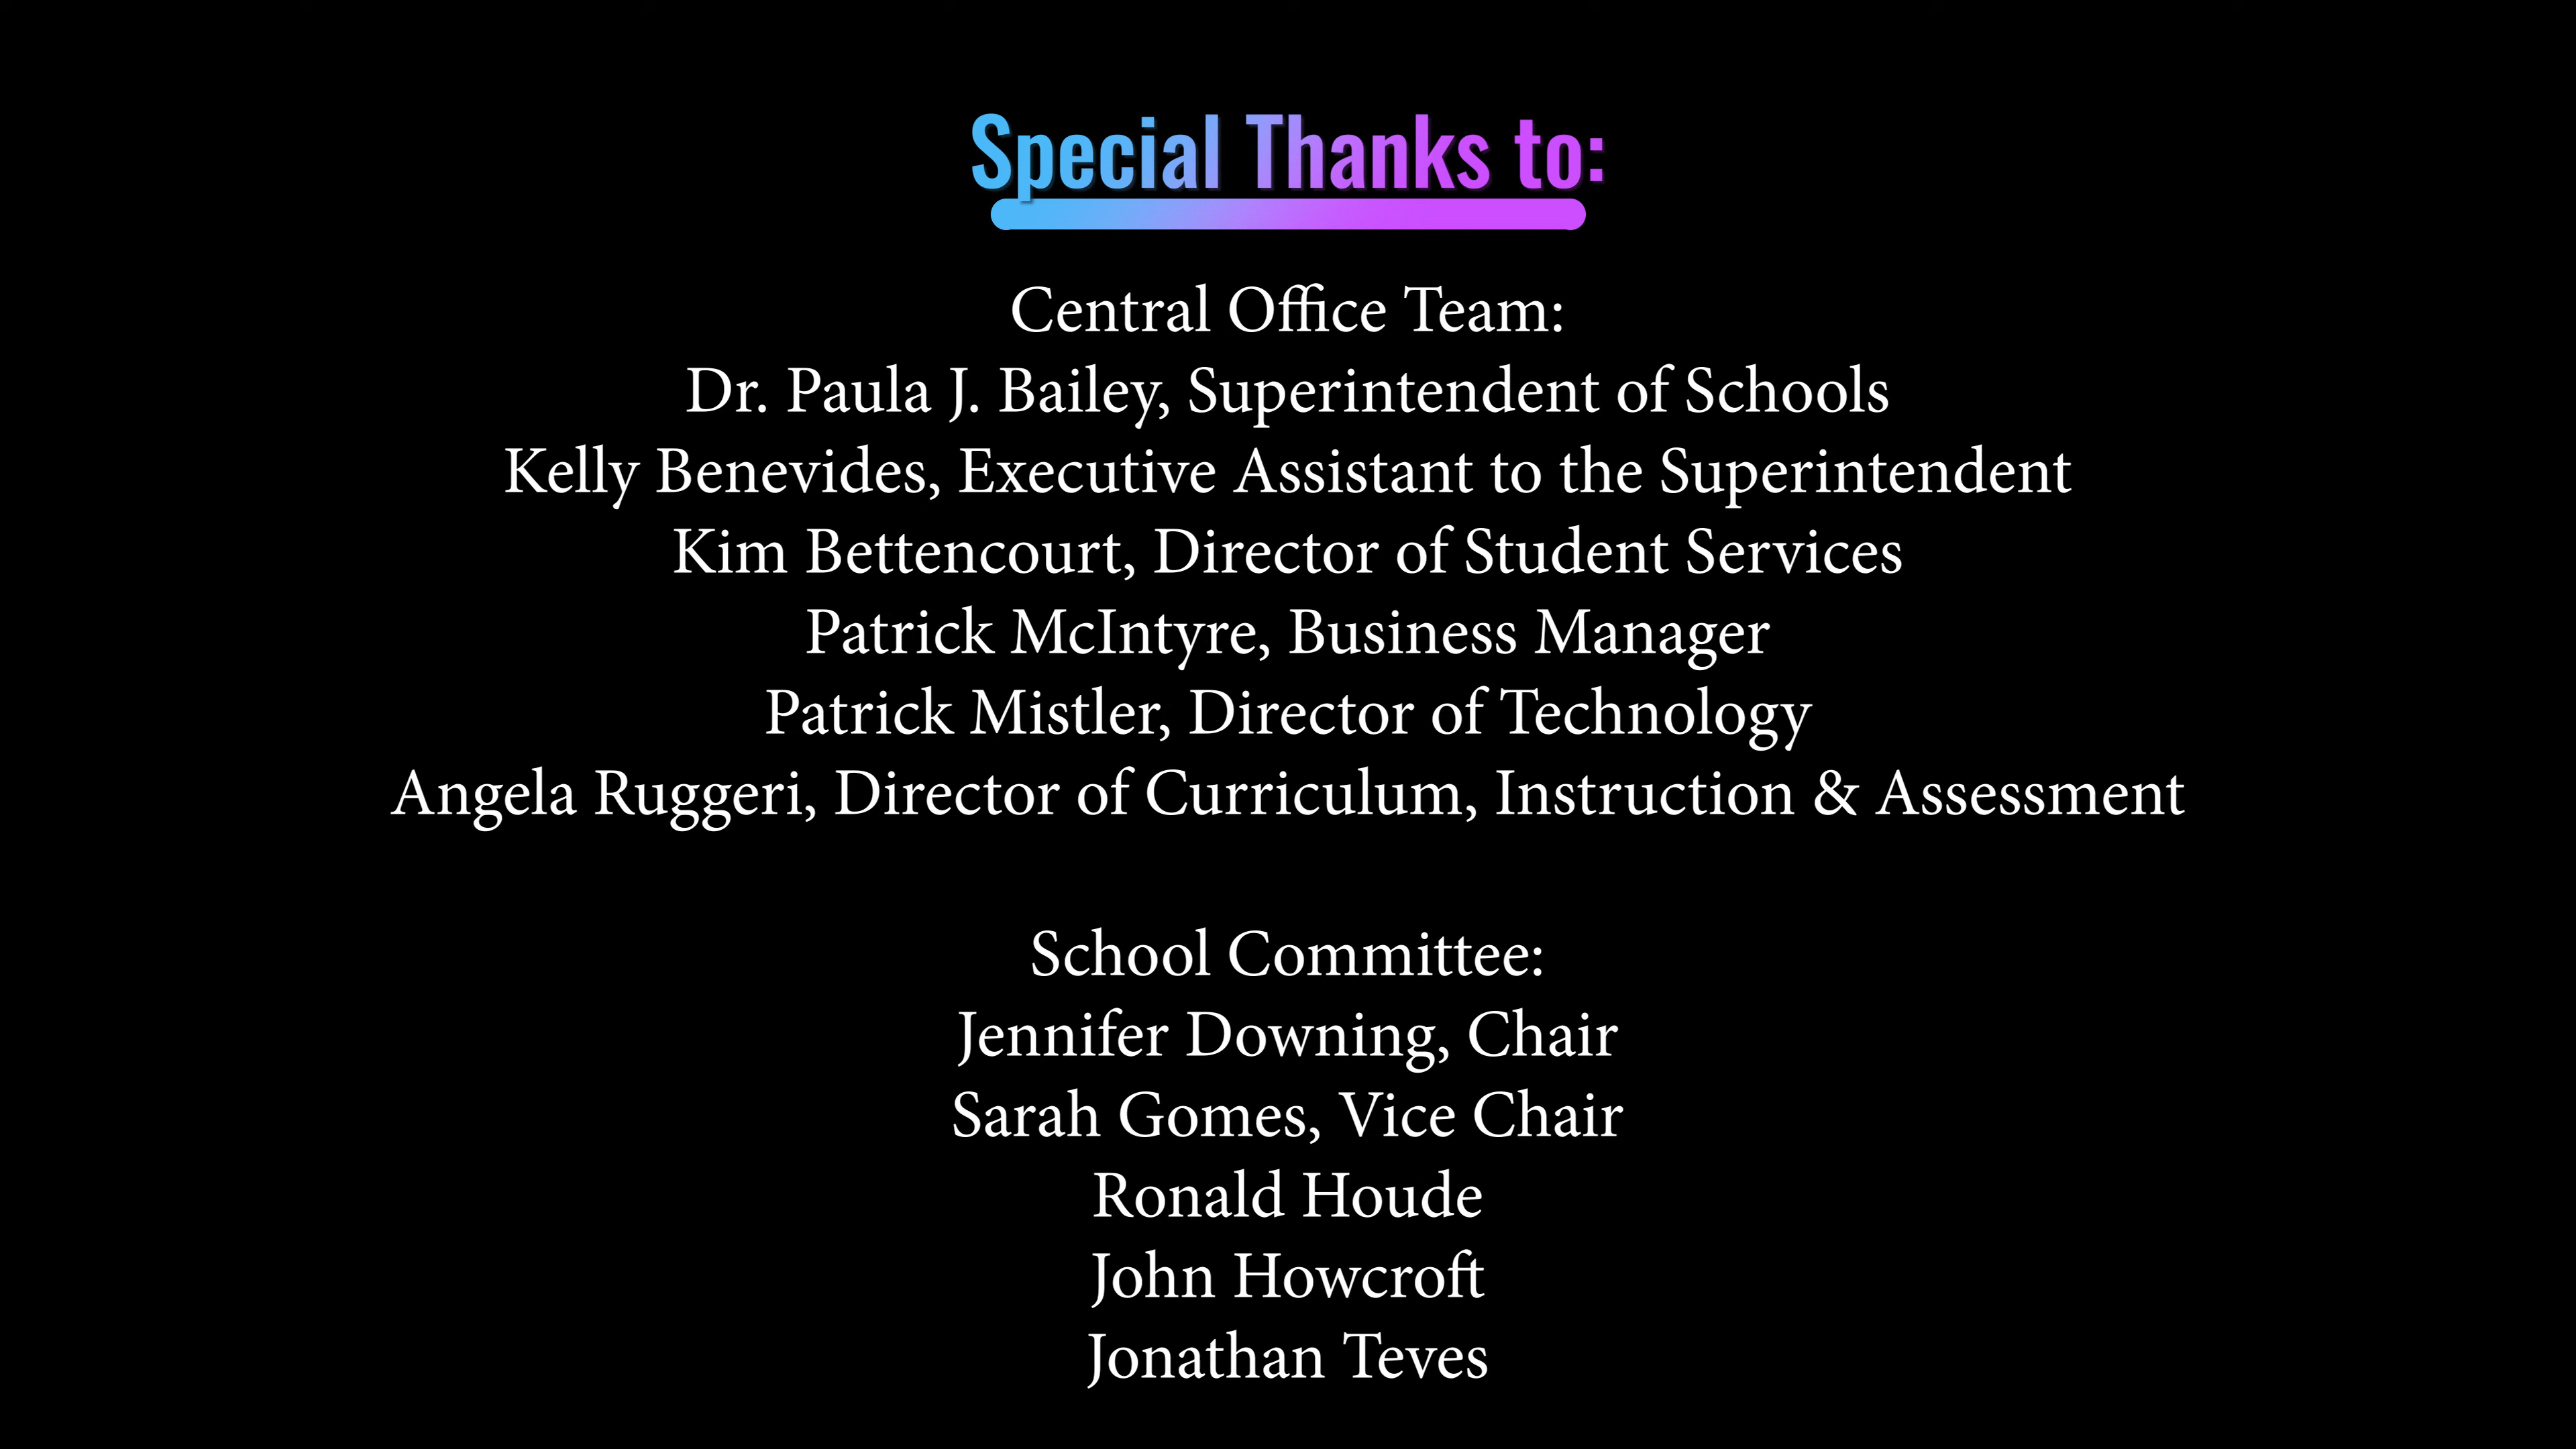 Special Thanks to:
Central Office Team:
Dr. Paula J. Bailey, Superintendent of Schools
Kelly Benevides, Executive Assistant to the Superintendent
Kim Bettencourt, Director of Student Services
Patrick McIntyre, Business Manager
Patrick Mistler, Director of Technology
Angela Ruggeri, Director of Curriculum, Instruction & Assessment
School Committee:
Jennifer Downing, Chair
Sarah Gomes, Vice Chair
Ronald Houde
John Howcroft
Jonathan Teves